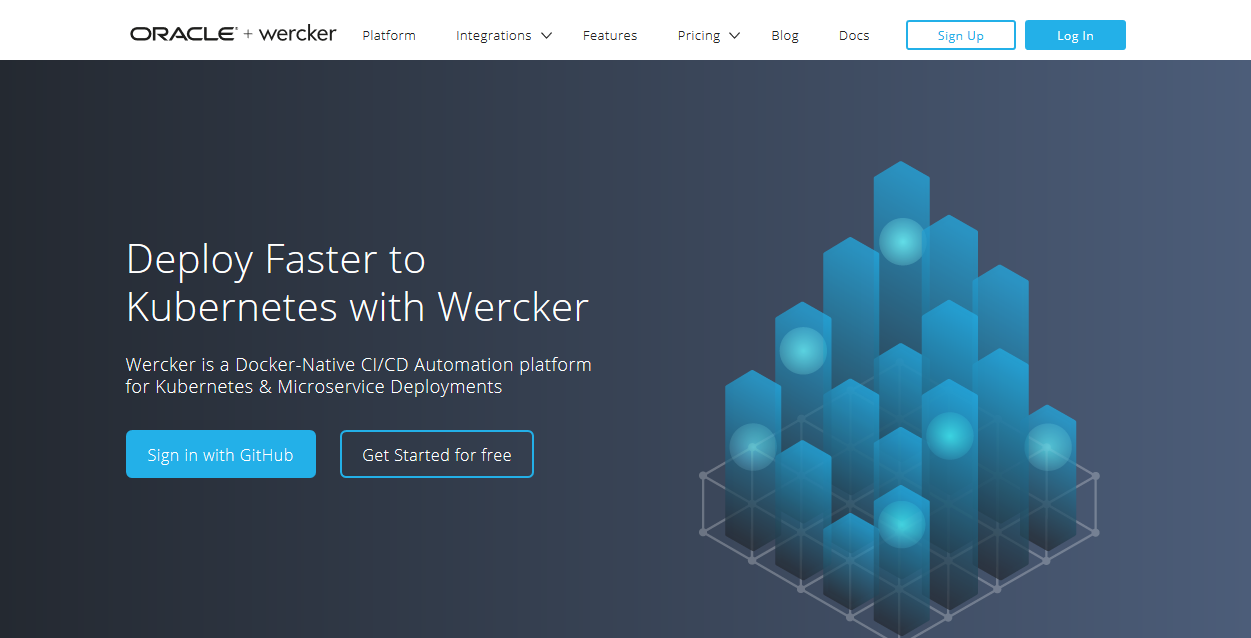 ORACLE + wercker Platform Integrations Features Pricing Blog Docs Sign Up Log In
Deploy Faster to
Kubernetes with Wercker
Wercker is a Docker-Native CI/CD Automation platform
for Kubernetes & Microservice Deployments
Sign in with GitHub Get Started for free